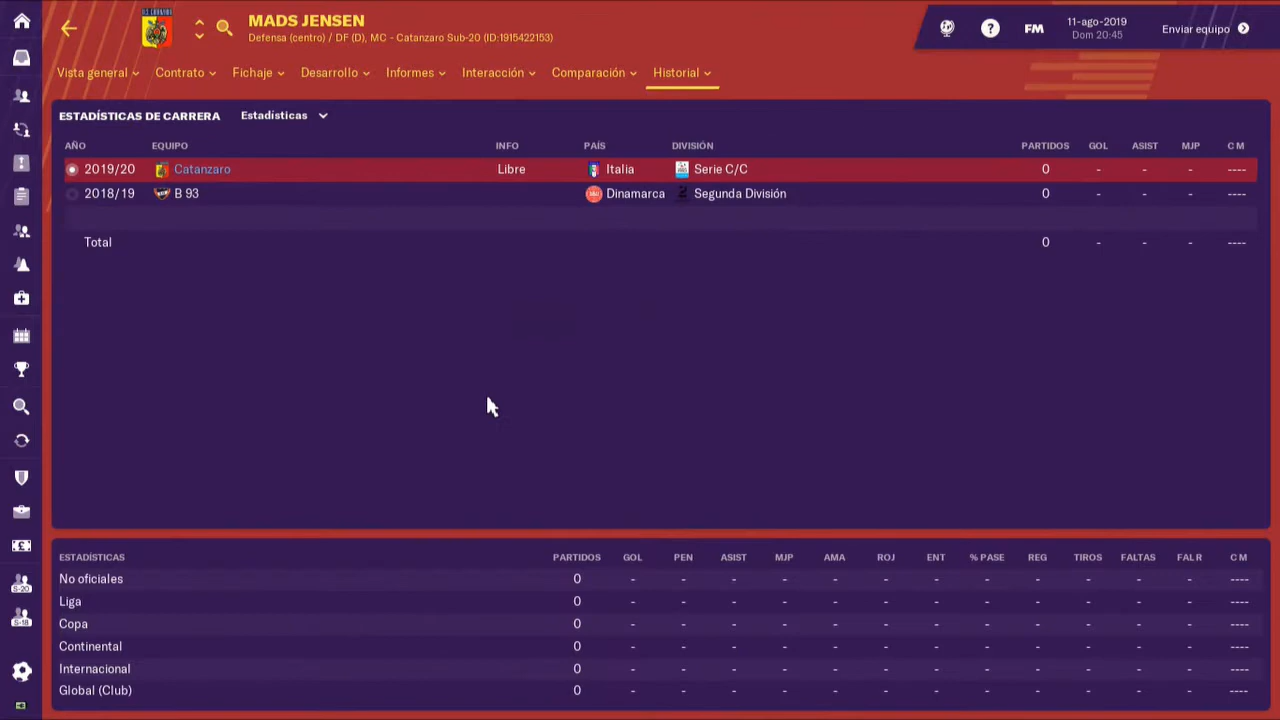 MADS JENSEN
Defensa (centro) / DF (D), MC - Catanzaro Sub-20 (ID:1915422153)
FM
11-ago-2019
Dom 20:45
Enviar equipo
Vista general
Contrato
Fichaje
Desarrollo
Informes
Interacción
Comparación
Historial
ESTADÍSTICAS DE CARRERA Estadísticas
AÑO EQUIPO INFO PAÍS DIVISIÓN PARTIDOS GOL ASIST MJP C M
2019/20 Catanzaro Libre Italia Serie C/C 0 - - - ----
2018/19 B 93 Dinamarca Segunda División 0 - - - ----
Total 0 - - - ----
ESTADÍSTICAS PARTIDOS GOL PEN ASIST MJP AMA ROJ ENT % PASE REG TIROS FALTAS FAL R C M
No oficiales 0 - - - - - - - - - - - - ----
Liga 0 - - - - - - - - - - - - ----
Copa 0 - - - - - - - - - - - - ----
Continental 0 - - - - - - - - - - - - ----
Internacional 0 - - - - - - - - - - - - ----
Global (Club) 0 - - - - - - - - - - - - ----
S-20
S-18